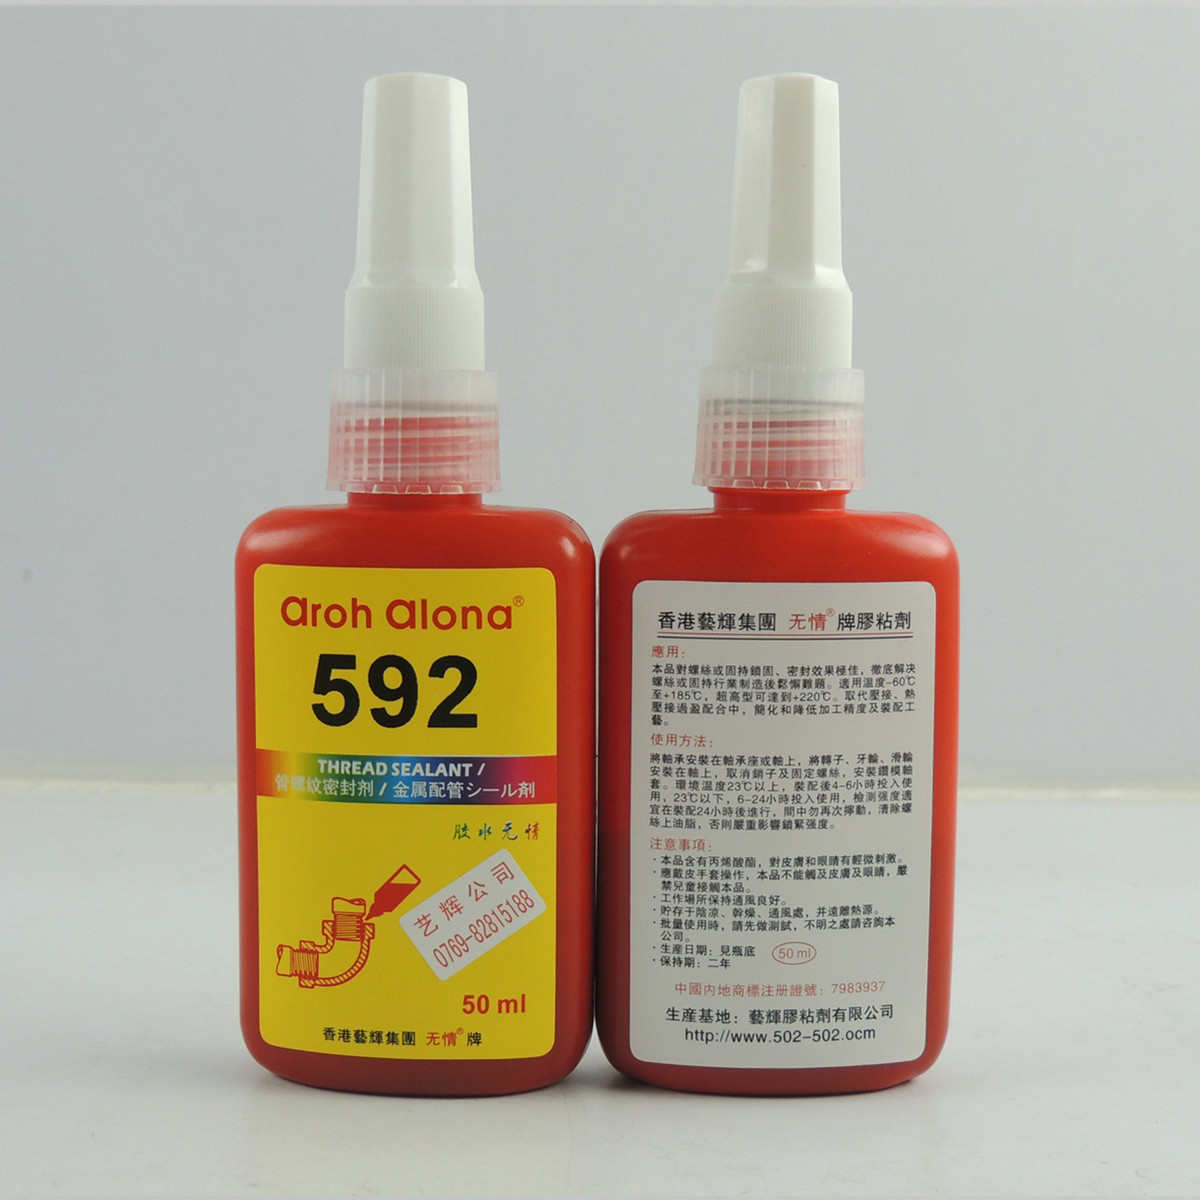 aroh alona®
592
THREAD SEALANT /
管螺紋密封剂 / 金属配管シール剤
胶水无情
艺辉公司
0769-82815188
50 ml
香港藝輝集團 无情®牌
香港藝輝集團 无情®牌膠粘劑
應用：
本品對螺絲或固持鎖固、密封效果極佳，徹底解决
螺絲或固持行業制造後鬆懈難題。適用温度-60℃
至+185℃，超高型可達到+220℃。取代壓接、熱
壓接過盈配合中，簡化和降低加工精度及裝配工
藝。
使用方法：
將軸承安裝在軸承座或軸上，將轉子、牙輪、滑輪
安裝在軸上，取消銷子及固定螺絲，安裝鑽模軸
套。環境温度23℃以上，裝配後4-6小時投入使
用，23℃以下，6-24小時投入使用，檢測强度適
宜在裝配24小時後進行，間中勿再次擰動，清除螺
絲上油脂，否則嚴重影響鎖緊强度。
注意事項：
·本品含有丙烯酸酯，對皮膚和眼睛有輕微刺激。
·應戴皮手套操作，本品不能觸及皮膚及眼睛，嚴
禁兒童接觸本品。
·工作場所保持通風良好。
·貯存于陰凉、幹燥、通風處，并遠離熱源。
·批量使用時，請先做測試，不明之處請咨詢本
公司。
·生産日期：見瓶底
·保持期：二年
50 ml
中國内地商標注册證號：7983937
生産基地：藝輝膠粘劑有限公司
http://www.502-502.ocm